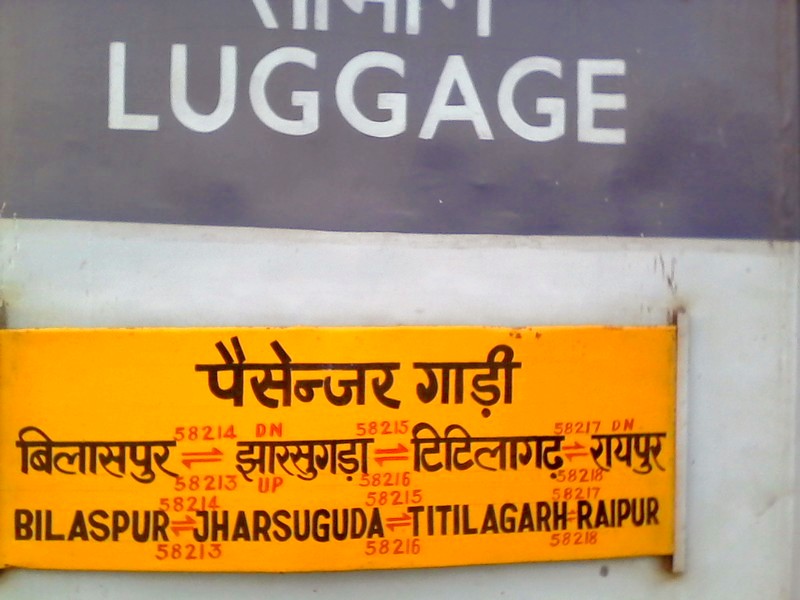 सामान
LUGGAGE
पैसेन्जर गाड़ी
58214 DN 58215 58217 DN
बिलासपुर ⇌ झारसुगड़ा ⇌ टिटिलागढ़ ⇌ रायपुर
58213 UP 58216 58218
58214 58215 58217
BILASPUR ⇌ JHARSUGUDA ⇌ TITILAGARH ⇌ RAIPUR
58213 58216 58218